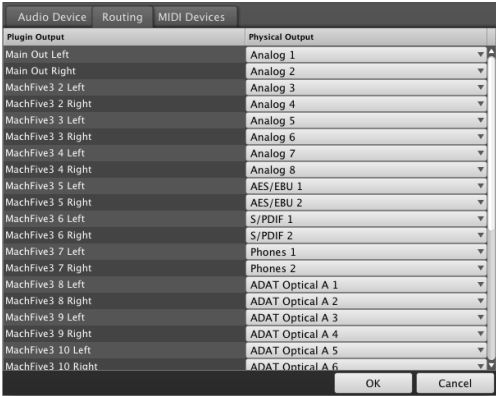 Audio Device Routing MIDI Devices
Plugin Output Physical Output
Main Out Left Analog 1
Main Out Right Analog 2
MachFive3 2 Left Analog 3
MachFive3 2 Right Analog 4
MachFive3 3 Left Analog 5
MachFive3 3 Right Analog 6
MachFive3 4 Left Analog 7
MachFive3 4 Right Analog 8
MachFive3 5 Left AES/EBU 1
MachFive3 5 Right AES/EBU 2
MachFive3 6 Left S/PDIF 1
MachFive3 6 Right S/PDIF 2
MachFive3 7 Left Phones 1
MachFive3 7 Right Phones 2
MachFive3 8 Left ADAT Optical A 1
MachFive3 8 Right ADAT Optical A 2
MachFive3 9 Left ADAT Optical A 3
MachFive3 9 Right ADAT Optical A 4
MachFive3 10 Left ADAT Optical A 5
MachFive3 10 Right ADAT Optical A 6
OK Cancel